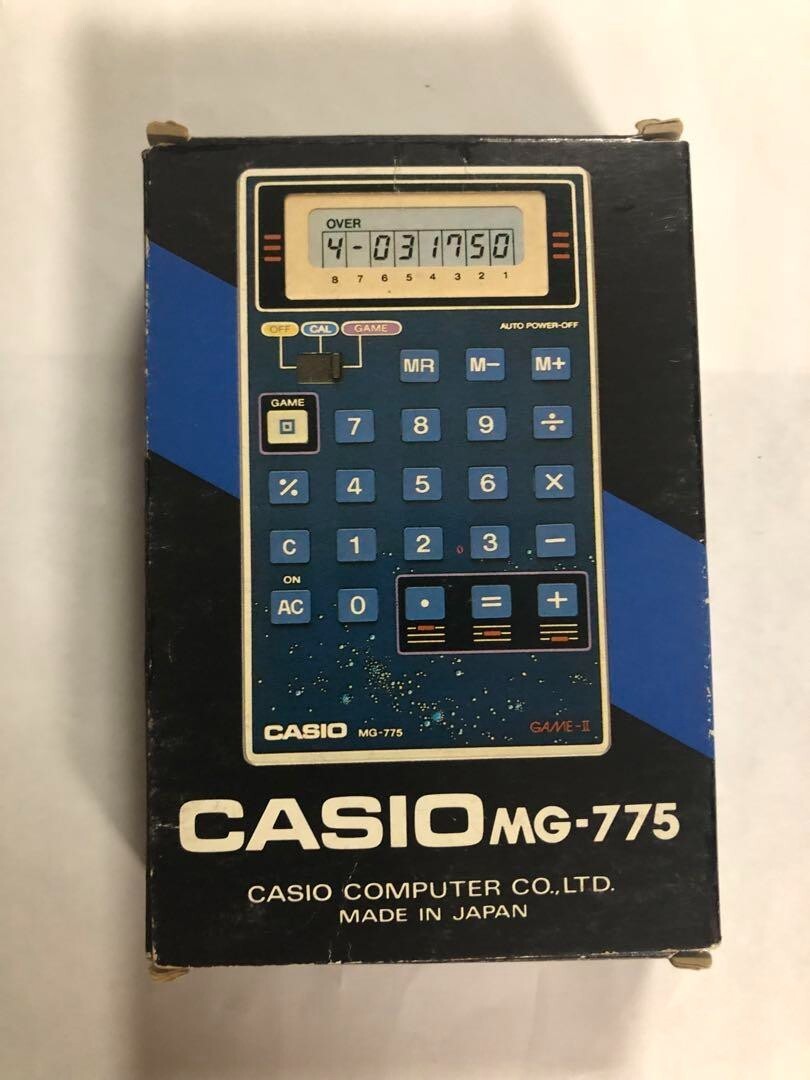 OVER
4-031750
8 7 6 5 4 3 2 1
OFF CAL GAME AUTO POWER-OFF
MR M− M+
GAME
7 8 9 ÷
% 4 5 6 ×
C 1 2 3 −
ON
AC 0 • = +
CASIO MG-775 GAME-II
CASIO MG-775
CASIO COMPUTER CO.,LTD.
MADE IN JAPAN